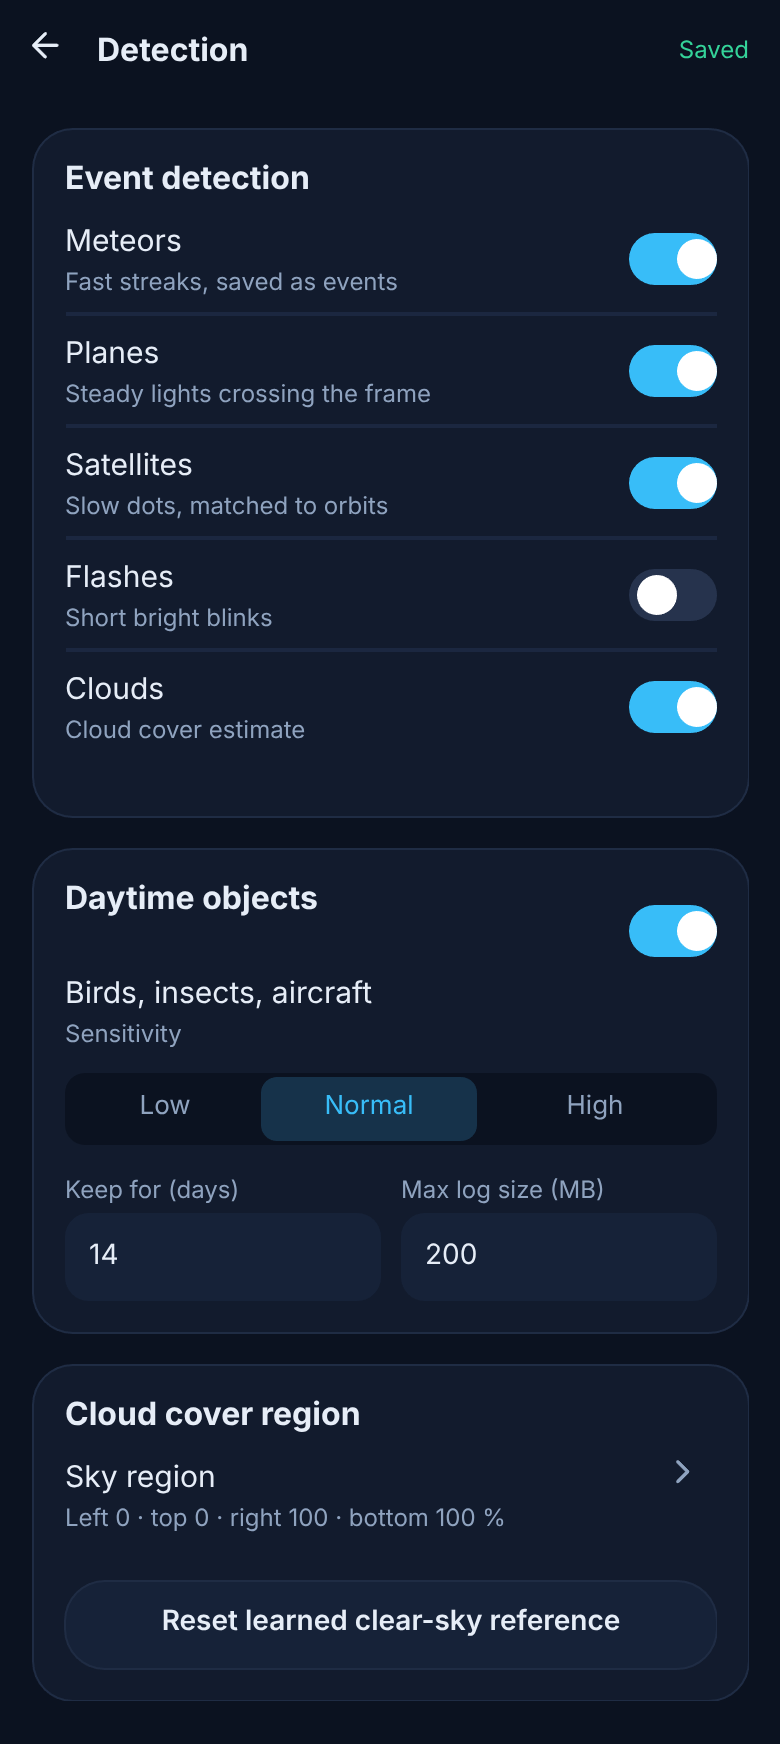 Detection
Saved
Event detection
Meteors
Fast streaks, saved as events
Planes
Steady lights crossing the frame
Satellites
Slow dots, matched to orbits
Flashes
Short bright blinks
Clouds
Cloud cover estimate
Daytime objects
Birds, insects, aircraft
Sensitivity
Low Normal High
Keep for (days) Max log size (MB)
14 200
Cloud cover region
Sky region
Left 0 · top 0 · right 100 · bottom 100 %
Reset learned clear-sky reference